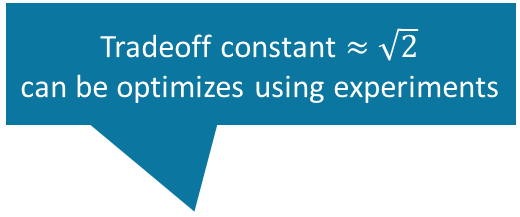 Tradeoff constant ≈ √2
can be optimizes using experiments